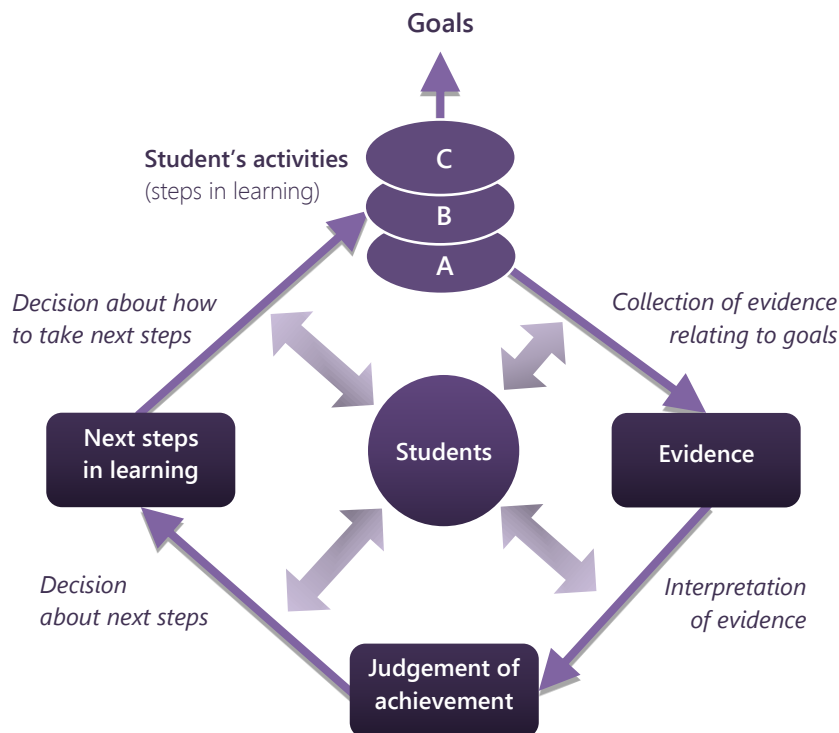 Goals
Student’s activities
(steps in learning)
C
B
A
Decision about how
to take next steps
Collection of evidence
relating to goals
Next steps
in learning
Students
Evidence
Decision
about next steps
Interpretation
of evidence
Judgement of
achievement